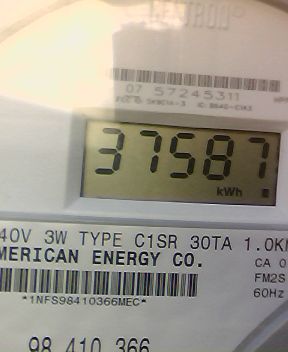 07 57245311
37587
kWh
40V 3W TYPE C1SR 30TA 1.0K
MERICAN ENERGY CO.
CA 0
FM2S
60Hz
*1NFS98410366MEC*
98 410 366